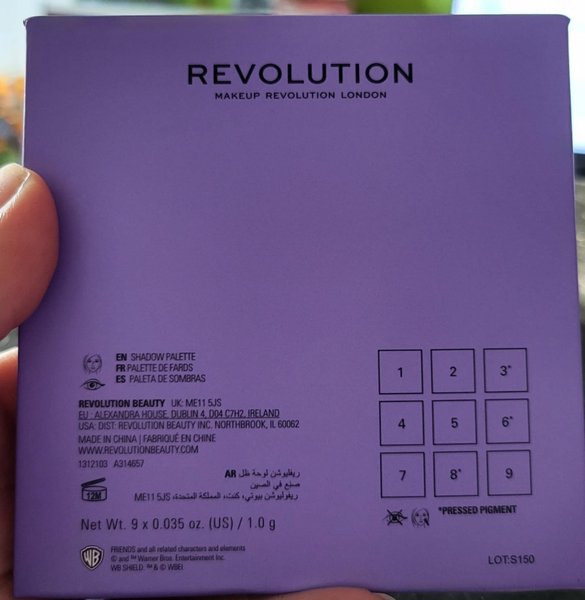 REVOLUTION
MAKEUP REVOLUTION LONDON
EN SHADOW PALETTE
FR PALETTE DE FARDS
ES PALETA DE SOMBRAS
REVOLUTION BEAUTY UK: ME11 5JS
EU : ALEXANDRA HOUSE, DUBLIN 4, D04 C7H2, IRELAND
USA: DIST. REVOLUTION BEAUTY INC. NORTHBROOK, IL 60062
MADE IN CHINA | FABRIQUÉ EN CHINE
WWW.REVOLUTIONBEAUTY.COM
1312103 A314657
AR ريفليوشن لوحة ظل
صنع في الصين
ريفوليوشن بيوتي، كنت، المملكة المتحدة، ME11 5JS
12M
Net Wt. 9 x 0.035 oz. (US) / 1.0 g
WB
FRIENDS and all related characters and elements
© and ™ Warner Bros. Entertainment Inc.
WB SHIELD: ™ & © WBEI
1 2 3*
4 5 6*
7 8* 9
*PRESSED PIGMENT
LOT:S150